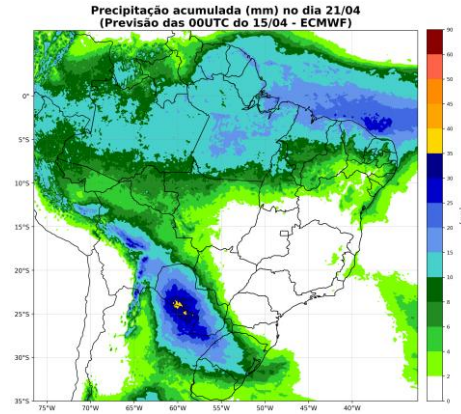 Precipitação acumulada (mm) no dia 21/04
(Previsão das 00UTC do 15/04 - ECMWF)
90
60
50
45
40
35
30
25
20
15
10
8
6
4
2
0
0°
5°S
10°S
15°S
20°S
25°S
30°S
35°S
75°W
70°W
65°W
60°W
55°W
50°W
45°W
40°W